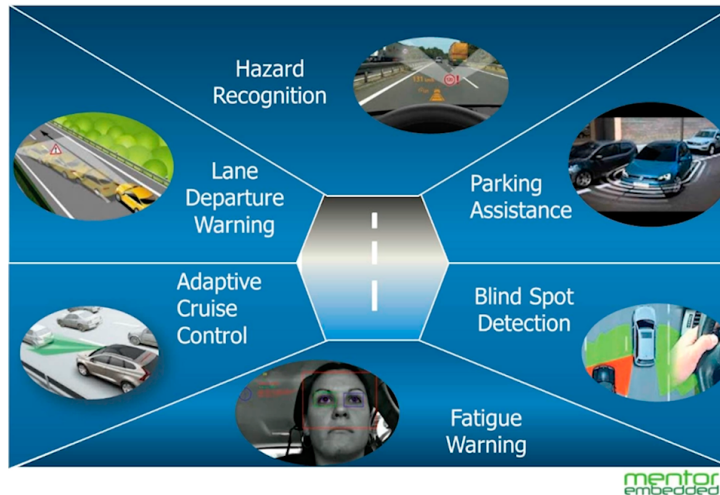 Hazard
Recognition
Lane
Departure
Warning
Parking
Assistance
Adaptive
Cruise
Control
Blind Spot
Detection
Fatigue
Warning
mentor
embedded